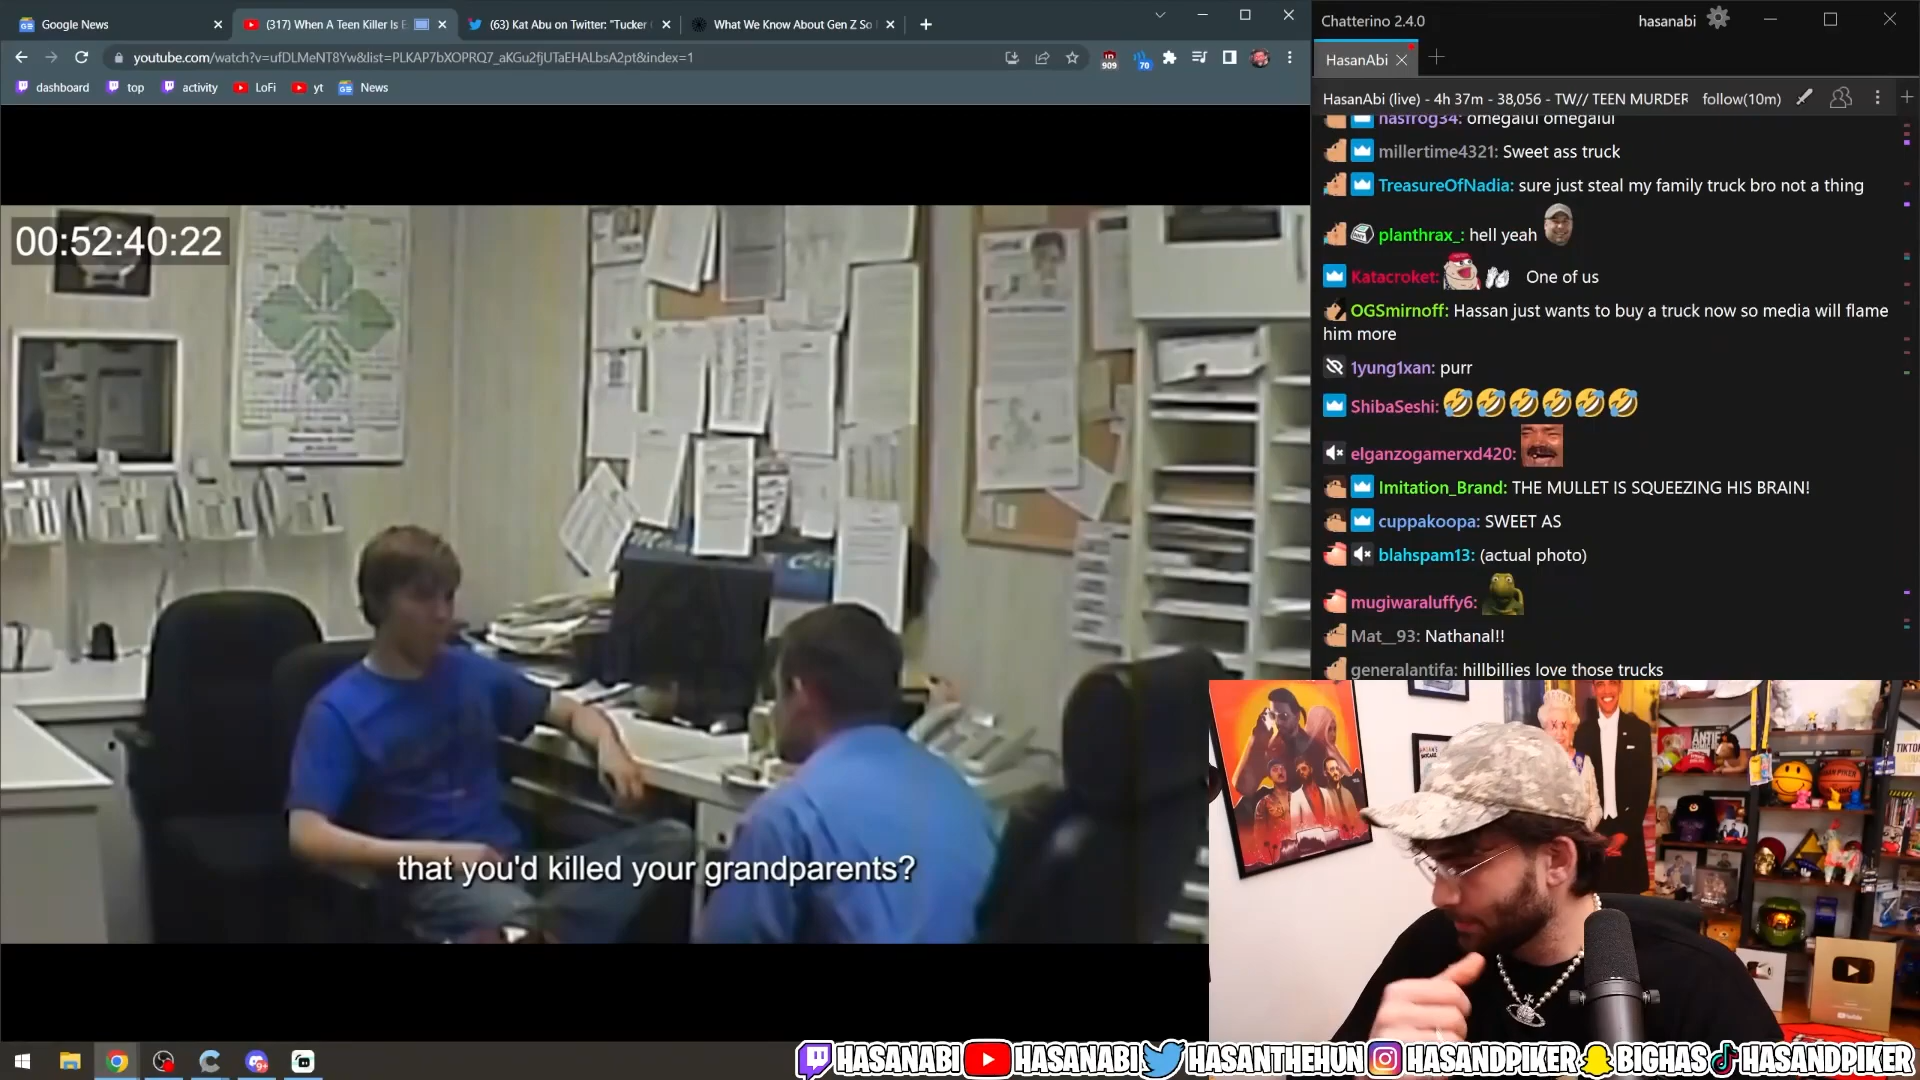 Google News
(317) When A Teen Killer Is E
(63) Kat Abu on Twitter: "Tucker
What We Know About Gen Z So
youtube.com/watch?v=ufDLMeNT8Yw&list=PLKAP7bXOPRQ7_aKGu2fjUTaEHALbsA2pt&index=1
909
70
dashboard
top
activity
LoFi
yt
News
00:52:40:22
that you'd killed your grandparents?
Chatterino 2.4.0
hasanabi
HasanAbi
HasanAbi (live) - 4h 37m - 38,056 - TW// TEEN MURDER
follow(10m)
hasfrog34: omegalul omegalul
millertime4321: Sweet ass truck
TreasureOfNadia: sure just steal my family truck bro not a thing
planthrax_: hell yeah
Katacroket: One of us
OGSmirnoff: Hassan just wants to buy a truck now so media will flame
him more
1yung1xan: purr
ShibaSeshi:
elganzogamerxd420:
Imitation_Brand: THE MULLET IS SQUEEZING HIS BRAIN!
cuppakoopa: SWEET AS
blahspam13: (actual photo)
mugiwaraluffy6:
Mat__93: Nathanal!!
generalantifa: hillbillies love those trucks
HASANABI
HASANABI
HASANTHEHUN
HASANDPIKER
BIGHAS
HASANDPIKER